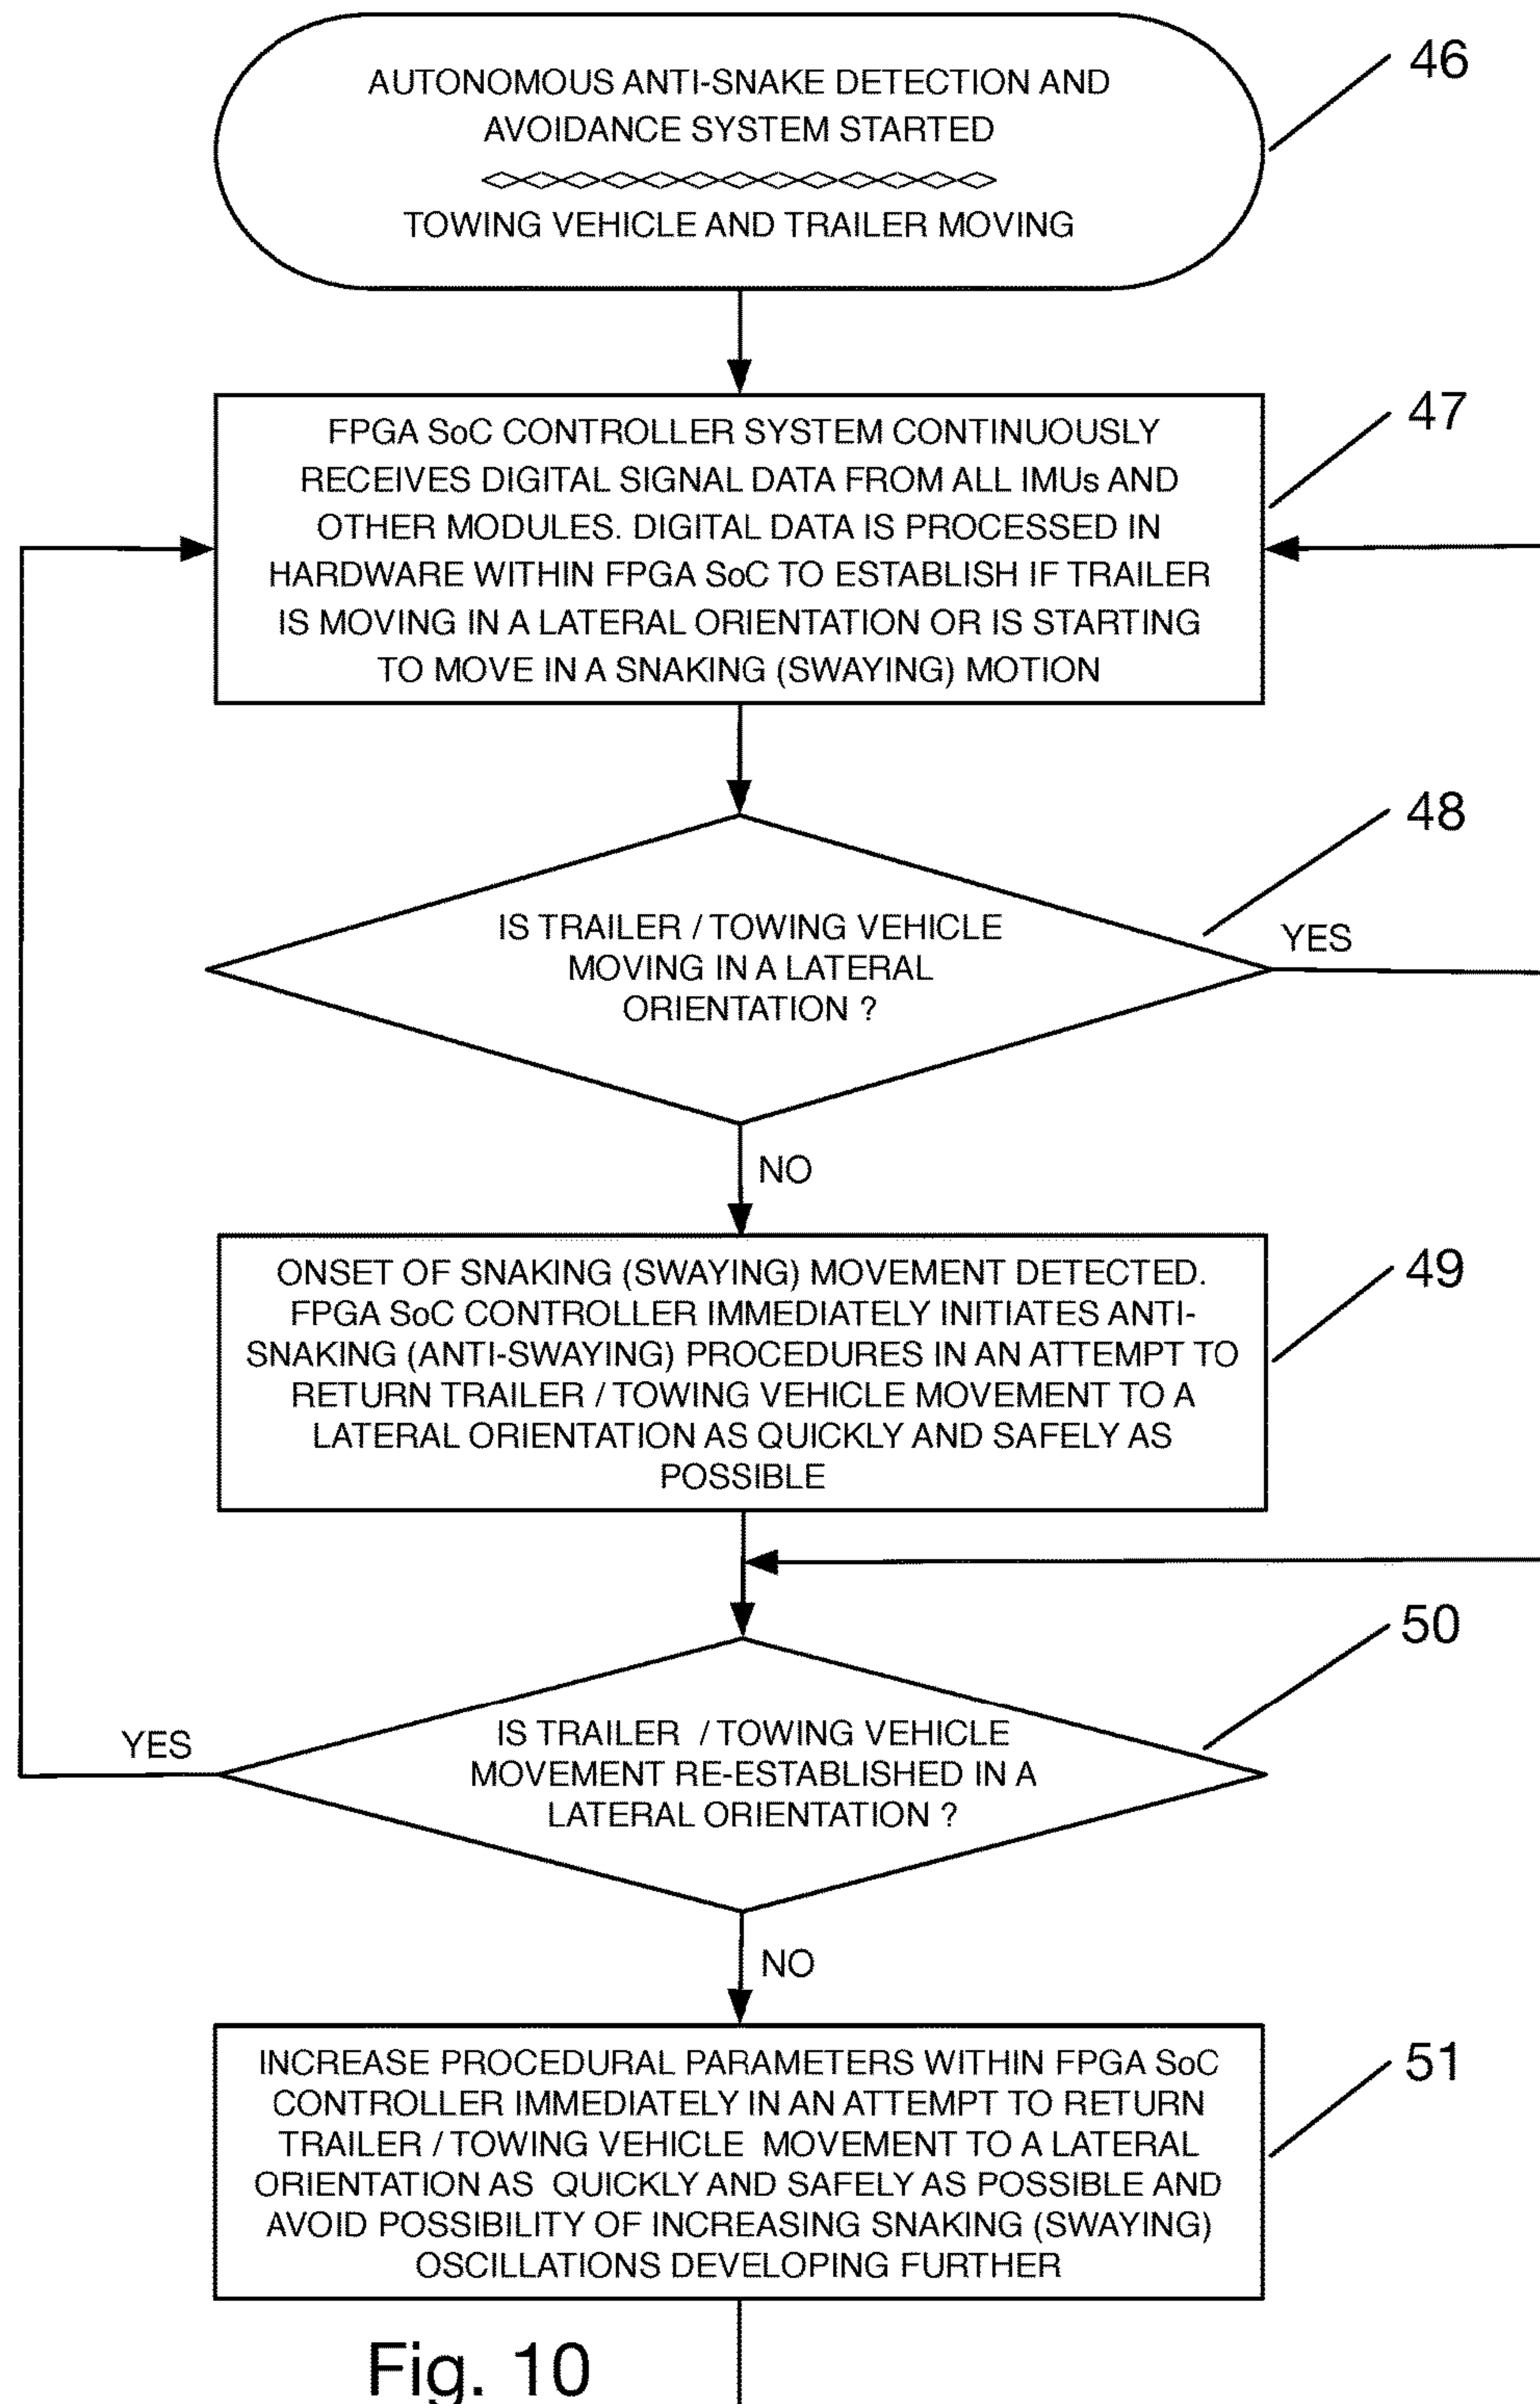 AUTONOMOUS ANTI-SNAKE DETECTION AND
AVOIDANCE SYSTEM STARTED
TOWING VEHICLE AND TRAILER MOVING
46
FPGA SoC CONTROLLER SYSTEM CONTINUOUSLY
RECEIVES DIGITAL SIGNAL DATA FROM ALL IMUs AND
OTHER MODULES. DIGITAL DATA IS PROCESSED IN
HARDWARE WITHIN FPGA SoC TO ESTABLISH IF TRAILER
IS MOVING IN A LATERAL ORIENTATION OR IS STARTING
TO MOVE IN A SNAKING (SWAYING) MOTION
47
IS TRAILER / TOWING VEHICLE
MOVING IN A LATERAL
ORIENTATION ?
48
YES
NO
ONSET OF SNAKING (SWAYING) MOVEMENT DETECTED.
FPGA SoC CONTROLLER IMMEDIATELY INITIATES ANTI-
SNAKING (ANTI-SWAYING) PROCEDURES IN AN ATTEMPT TO
RETURN TRAILER / TOWING VEHICLE MOVEMENT TO A
LATERAL ORIENTATION AS QUICKLY AND SAFELY AS
POSSIBLE
49
IS TRAILER / TOWING VEHICLE
MOVEMENT RE-ESTABLISHED IN A
LATERAL ORIENTATION ?
50
YES
NO
INCREASE PROCEDURAL PARAMETERS WITHIN FPGA SoC
CONTROLLER IMMEDIATELY IN AN ATTEMPT TO RETURN
TRAILER / TOWING VEHICLE MOVEMENT TO A LATERAL
ORIENTATION AS QUICKLY AND SAFELY AS POSSIBLE AND
AVOID POSSIBILITY OF INCREASING SNAKING (SWAYING)
OSCILLATIONS DEVELOPING FURTHER
51
Fig. 10